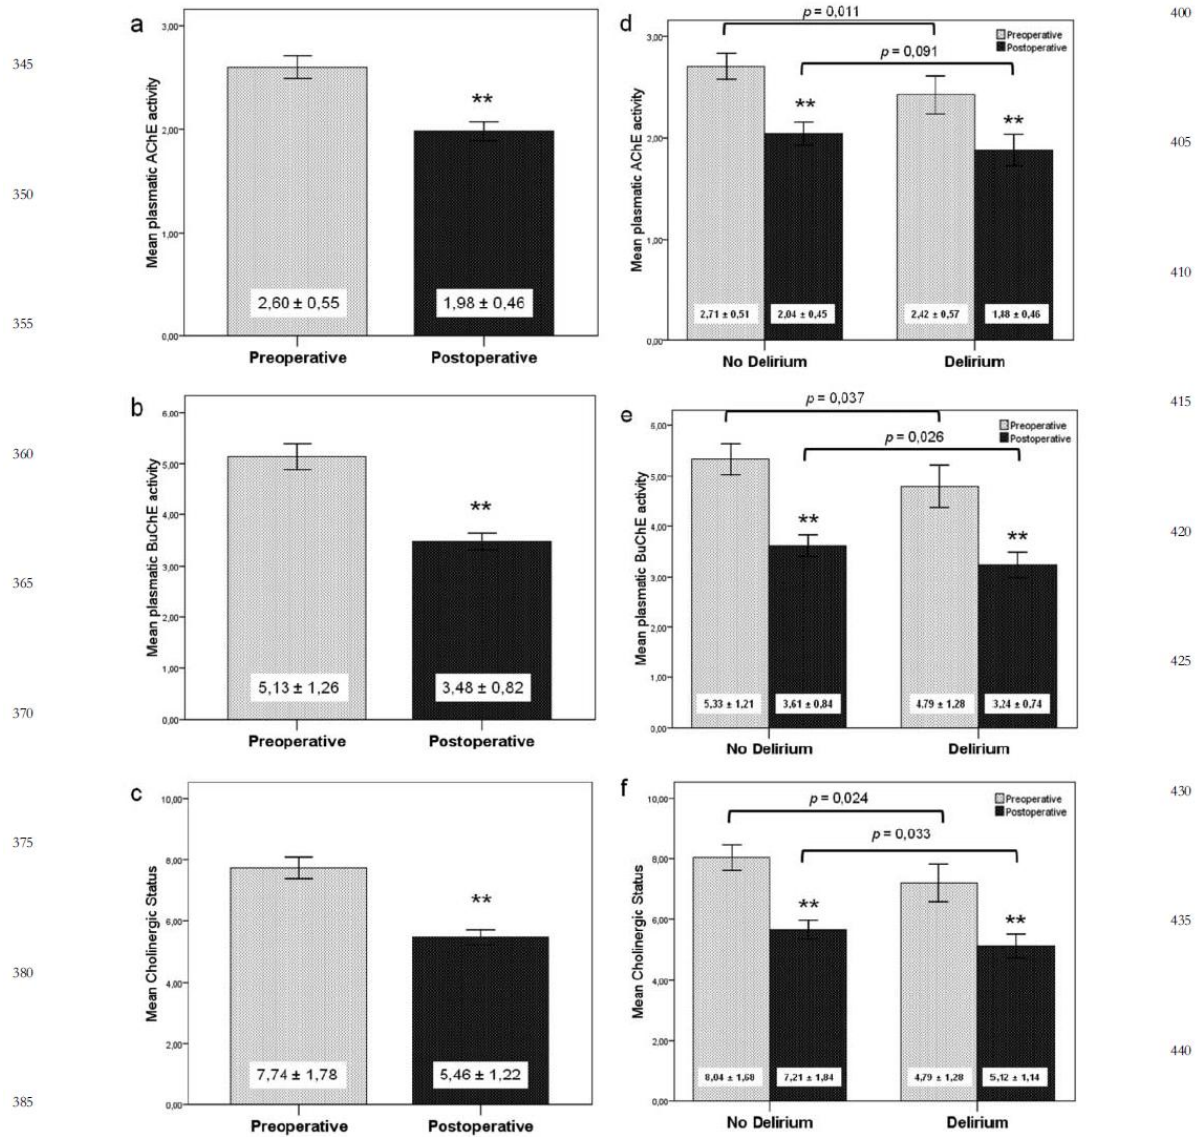 345
350
355
360
365
370
375
380
385
a
Mean plasmatic AChE activity
3,00
2,00
1,00
0,00
**
2,60 ± 0,55
1,98 ± 0,46
Preoperative
Postoperative
b
Mean plasmatic BuChE activity
6,00
5,00
4,00
3,00
2,00
1,00
0,00
**
5,13 ± 1,26
3,48 ± 0,82
Preoperative
Postoperative
c
Mean Cholinergic Status
10,00
8,00
6,00
4,00
2,00
0,00
**
7,74 ± 1,78
5,46 ± 1,22
Preoperative
Postoperative
d
p = 0,011
Preoperative
Postoperative
p = 0,091
Mean plasmatic AChE activity
3,00
2,00
1,00
0,00
**
**
2,71 ± 0,51
2,04 ± 0,45
2,42 ± 0,57
1,88 ± 0,46
No Delirium
Delirium
e
p = 0,037
Preoperative
Postoperative
p = 0,026
Mean plasmatic BuChE activity
6,00
5,00
4,00
3,00
2,00
1,00
0,00
**
**
5,33 ± 1,21
3,61 ± 0,84
4,79 ± 1,28
3,24 ± 0,74
No Delirium
Delirium
f
Preoperative
Postoperative
p = 0,024
p = 0,033
Mean Cholinergic Status
10,00
8,00
6,00
4,00
2,00
0,00
**
**
8,04 ± 1,68
7,21 ± 1,84
4,79 ± 1,28
5,12 ± 1,14
No Delirium
Delirium
400
405
410
415
420
425
430
435
440